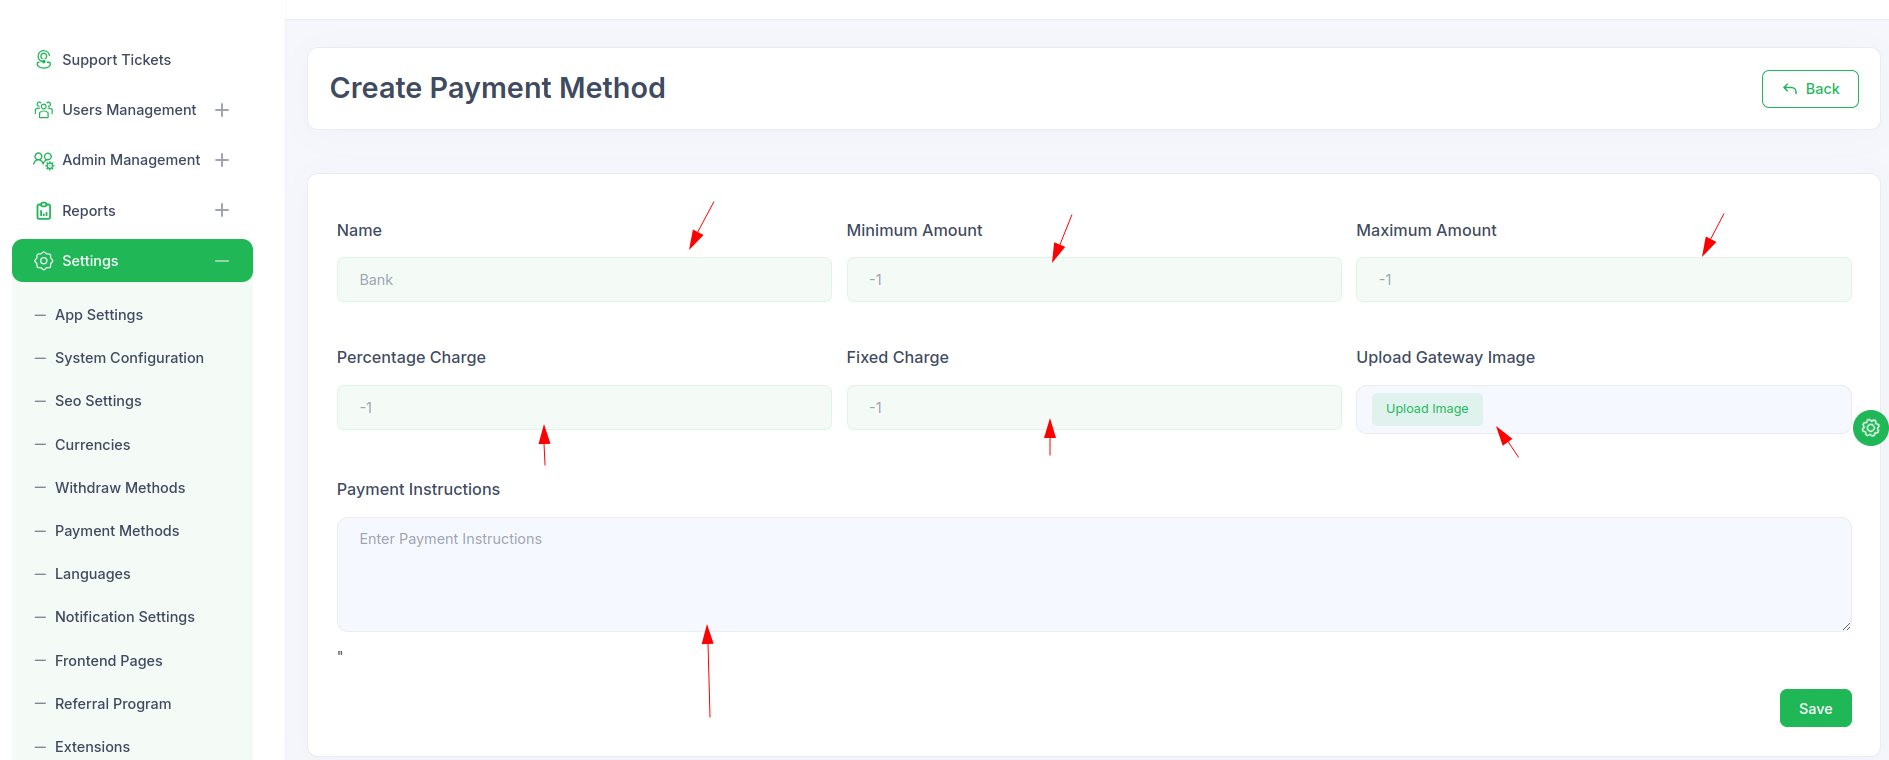 Support Tickets
Users Management
Admin Management
Reports
Settings
App Settings
System Configuration
Seo Settings
Currencies
Withdraw Methods
Payment Methods
Languages
Notification Settings
Frontend Pages
Referral Program
Extensions
Create Payment Method
Back
Name
Minimum Amount
Maximum Amount
Bank
-1
-1
Percentage Charge
Fixed Charge
Upload Gateway Image
-1
-1
Upload Image
Payment Instructions
Enter Payment Instructions
"
Save